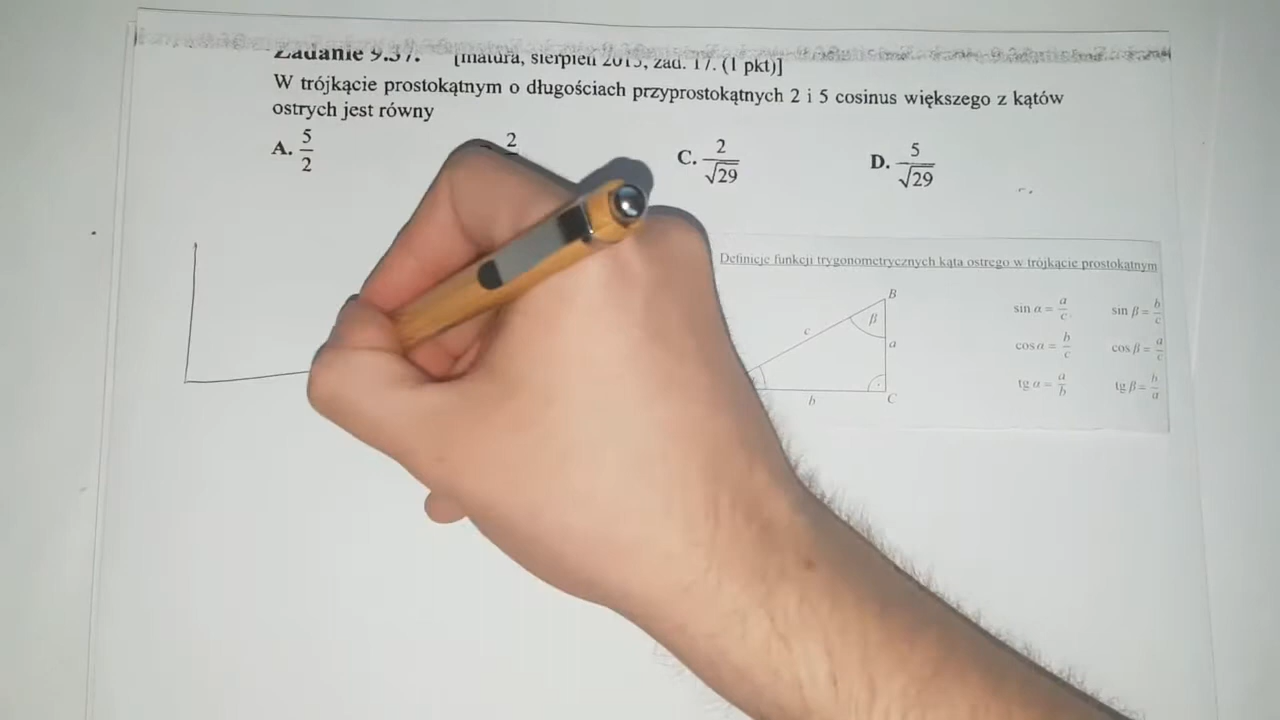 Zadanie 9.37. [matura, sierpień 2015, zad. 17. (1 pkt)]
W trójkącie prostokątnym o długościach przyprostokątnych 2 i 5 cosinus większego z kątów
ostrych jest równy
A. 5/2 2 C. 2/√29 D. 5/√29
Definicje funkcji trygonometrycznych kąta ostrego w trójkącie prostokątnym
B
β
c
a
b
C
sin α = a/c sin β = b/c
cos α = b/c cos β = a/c
tg α = a/b tg β = b/a